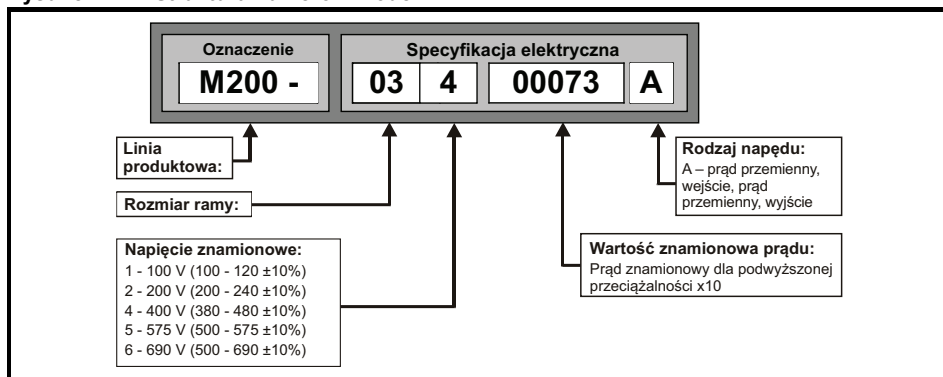 Oznaczenie
Specyfikacja elektryczna
M200 -
03 4 00073 A
Linia
produktowa:
Rozmiar ramy:
Napięcie znamionowe:
1 - 100 V (100 - 120 ±10%)
2 - 200 V (200 - 240 ±10%)
4 - 400 V (380 - 480 ±10%)
5 - 575 V (500 - 575 ±10%)
6 - 690 V (500 - 690 ±10%)
Rodzaj napędu:
A – prąd przemienny,
wejście, prąd
przemienny, wyjście
Wartość znamionowa prądu:
Prąd znamionowy dla podwyższonej
przeciążalności x10